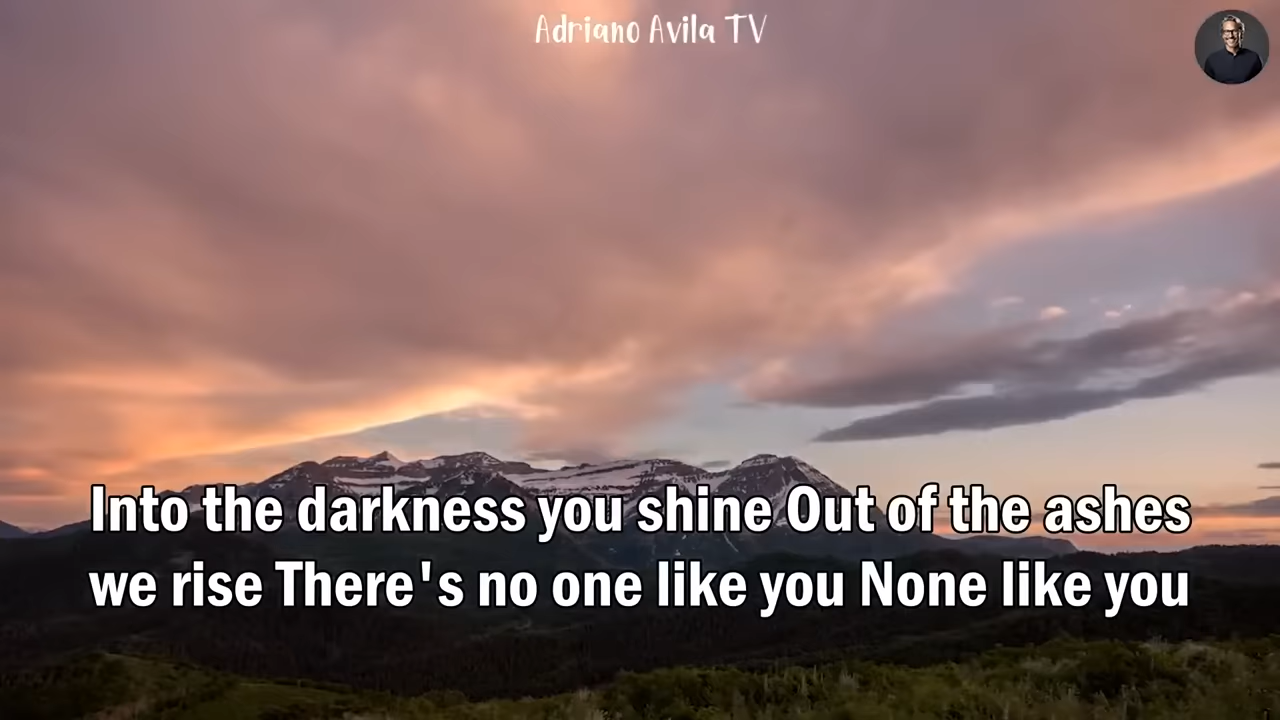 Adriano Avila TV
Into the darkness you shine Out of the ashes
we rise There's no one like you None like you